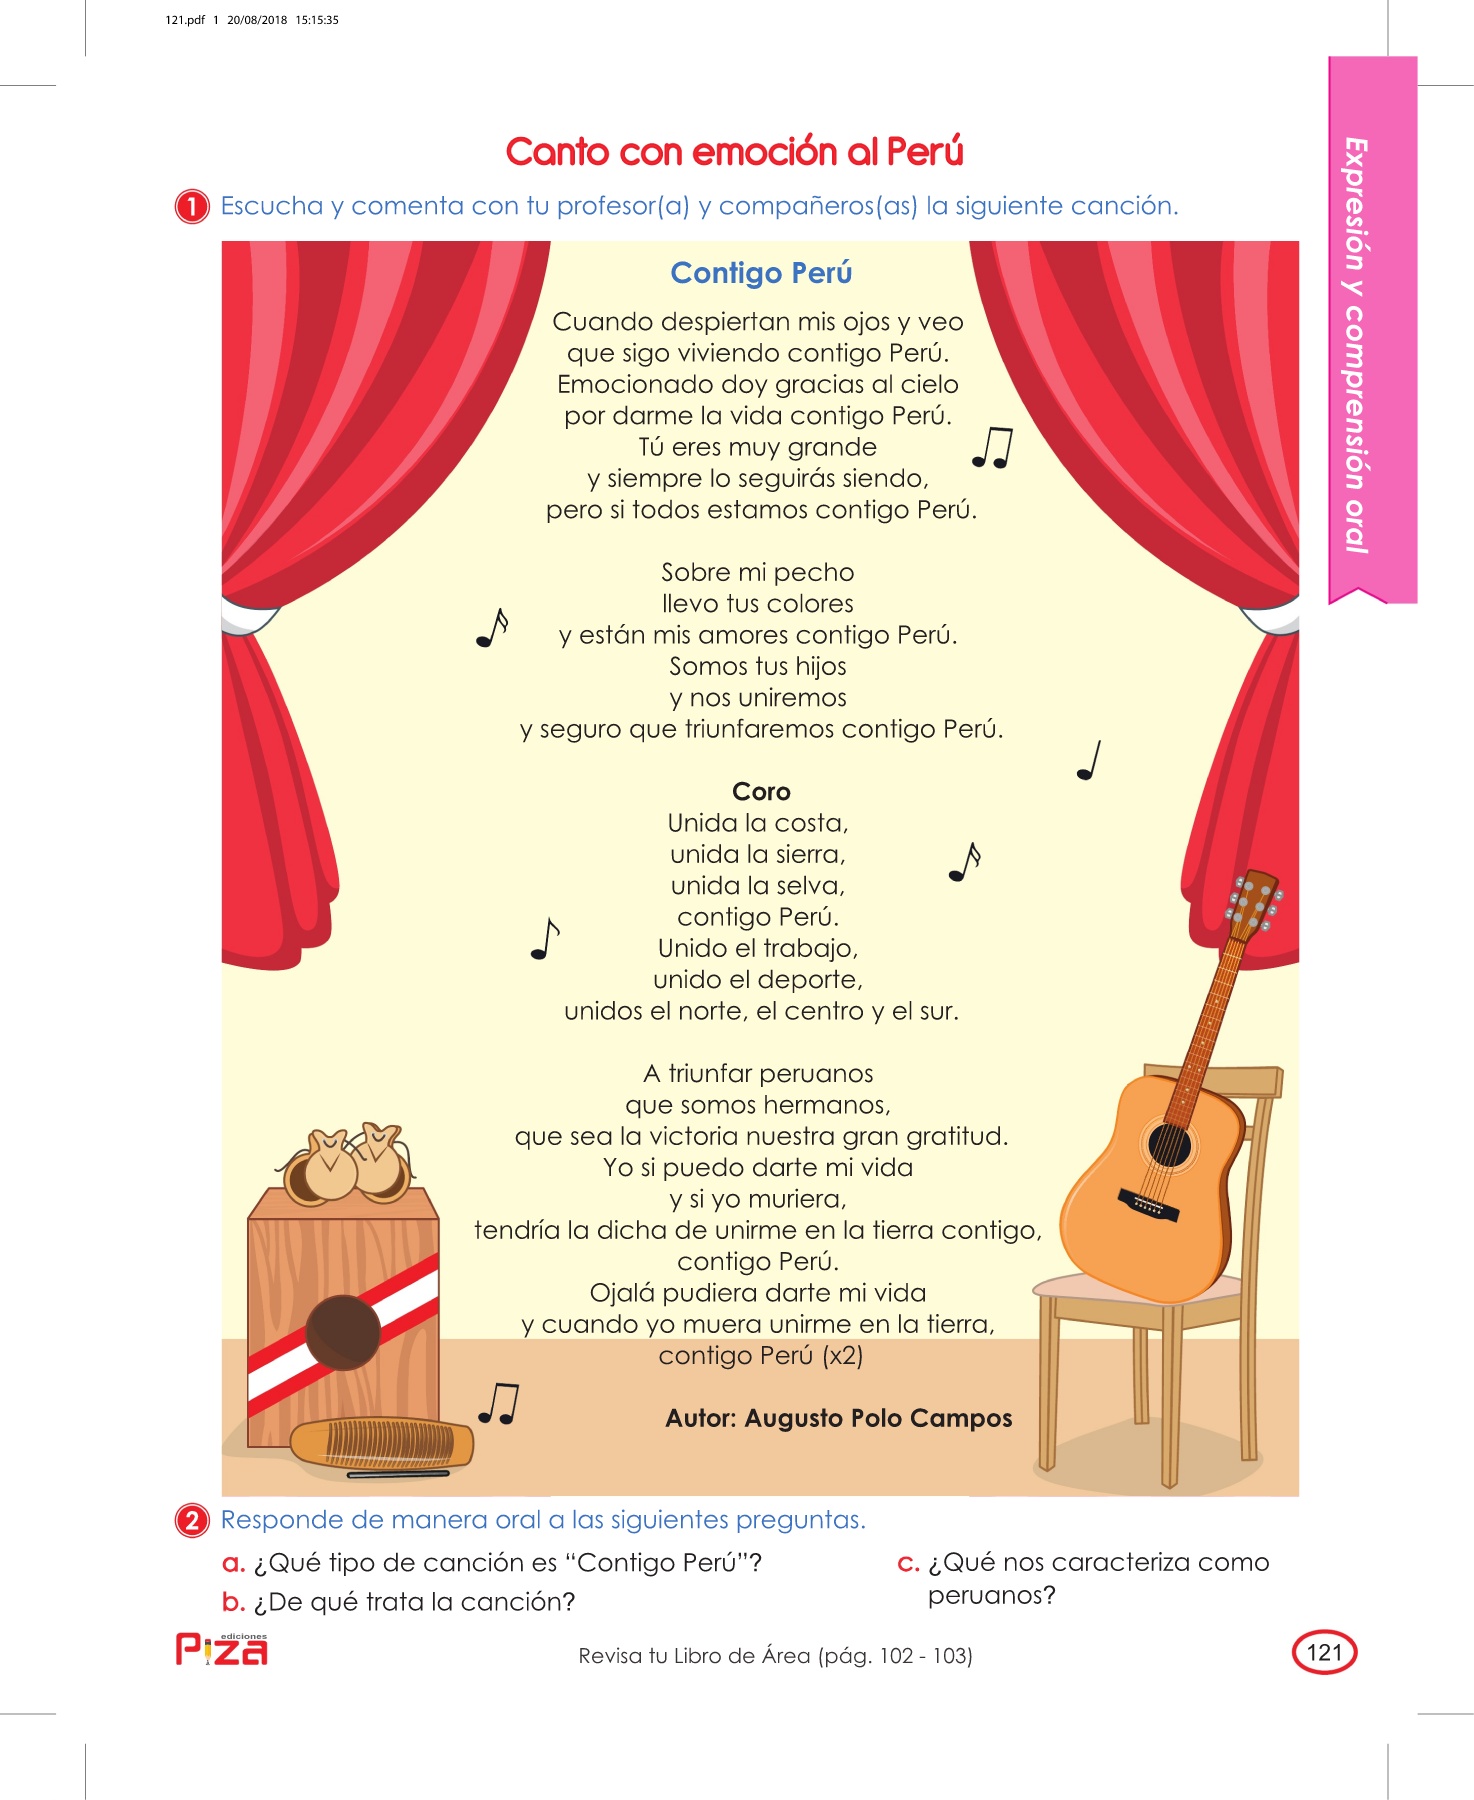 121.pdf 1 20/08/2018 15:15:35
Canto con emoción al Perú
1 Escucha y comenta con tu profesor(a) y compañeros(as) la siguiente canción.
Contigo Perú
Cuando despiertan mis ojos y veo
que sigo viviendo contigo Perú.
Emocionado doy gracias al cielo
por darme la vida contigo Perú.
Tú eres muy grande
y siempre lo seguirás siendo,
pero si todos estamos contigo Perú.
Sobre mi pecho
llevo tus colores
y están mis amores contigo Perú.
Somos tus hijos
y nos uniremos
y seguro que triunfaremos contigo Perú.
Coro
Unida la costa,
unida la sierra,
unida la selva,
contigo Perú.
Unido el trabajo,
unido el deporte,
unidos el norte, el centro y el sur.
A triunfar peruanos
que somos hermanos,
que sea la victoria nuestra gran gratitud.
Yo si puedo darte mi vida
y si yo muriera,
tendría la dicha de unirme en la tierra contigo,
contigo Perú.
Ojalá pudiera darte mi vida
y cuando yo muera unirme en la tierra,
contigo Perú (x2)
Autor: Augusto Polo Campos
Expresión y comprensión oral
2 Responde de manera oral a las siguientes preguntas.
a. ¿Qué tipo de canción es “Contigo Perú”?
b. ¿De qué trata la canción?
c. ¿Qué nos caracteriza como
peruanos?
ediciones
Piza
Revisa tu Libro de Área (pág. 102 - 103)
121